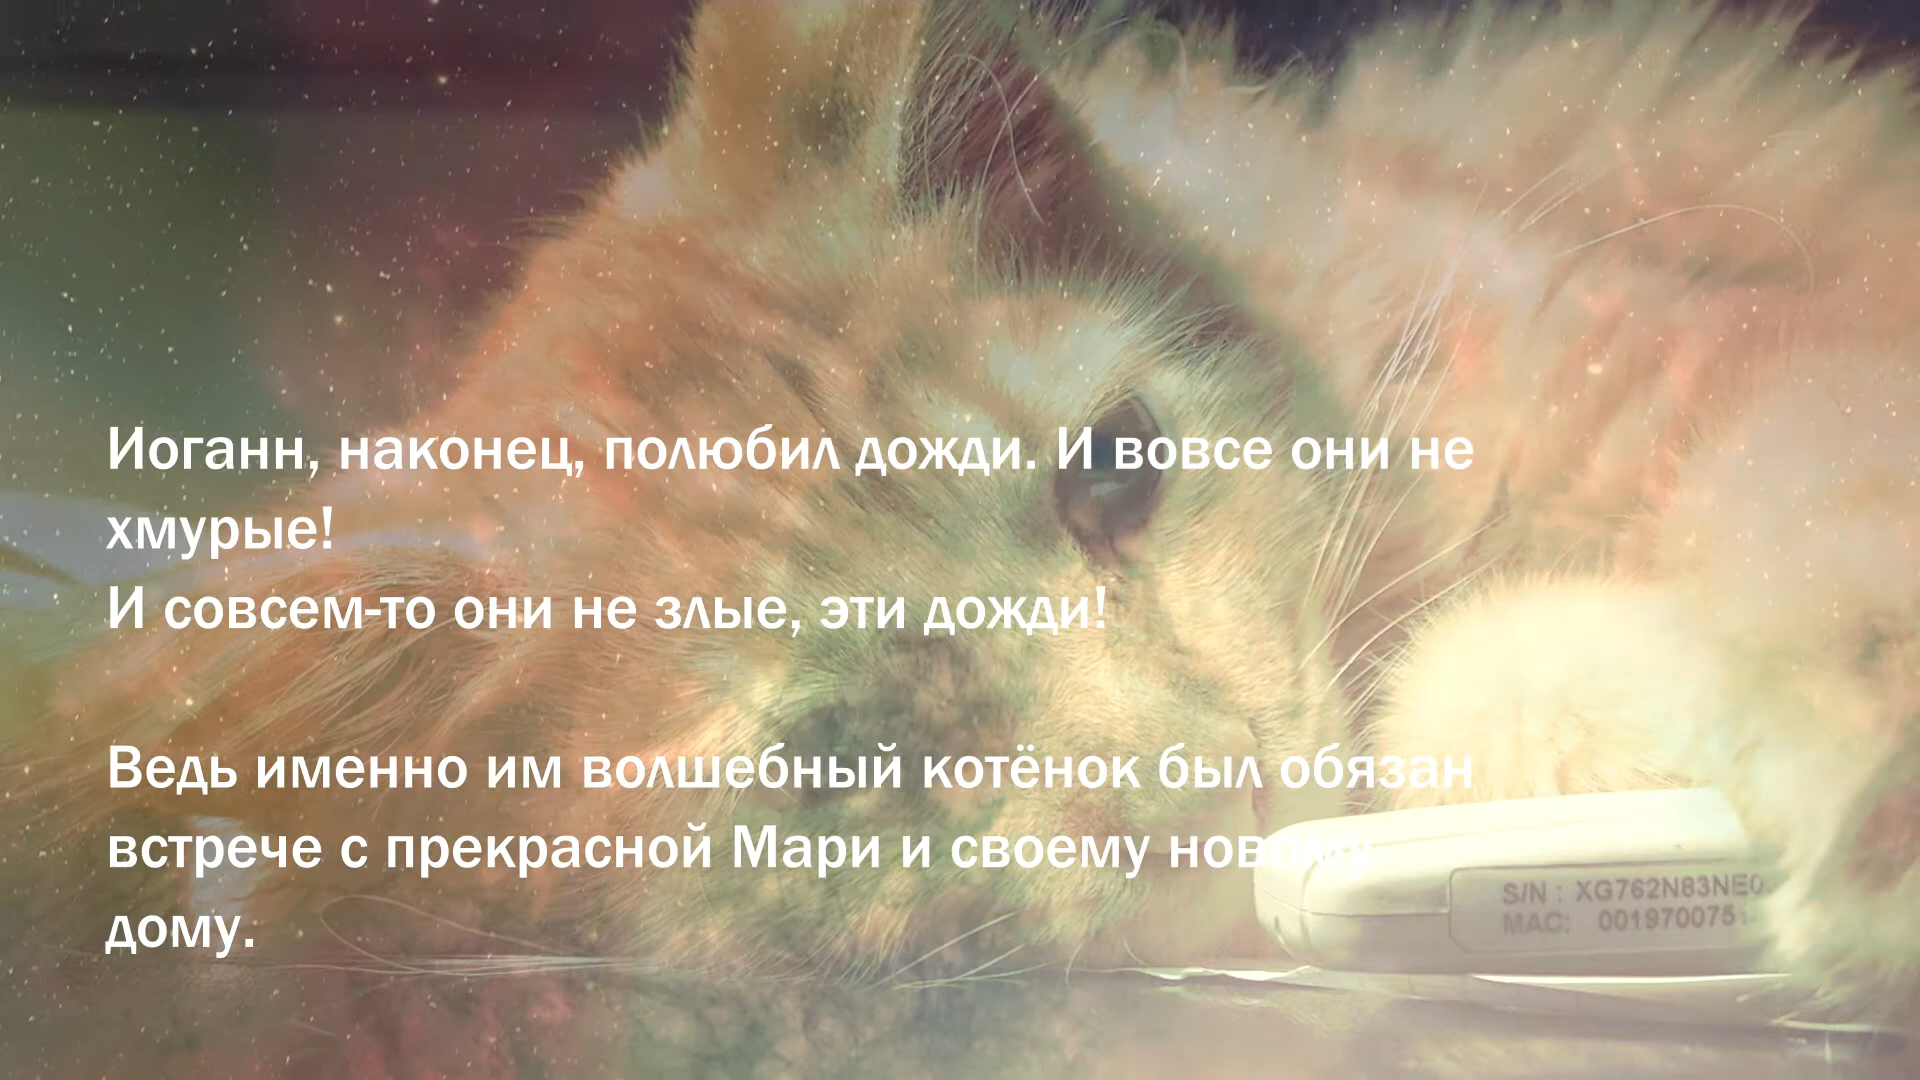 Иоганн, наконец, полюбил дожди. И вовсе они не
хмурые!
И совсем-то они не злые, эти дожди!
Ведь именно им волшебный котёнок был обязан
встрече с прекрасной Мари и своему новому
дому.
S/N : XG762N83NE0
MAC: 001970075